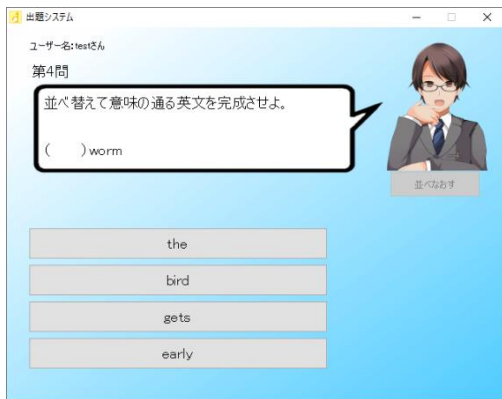 出題システム
ユーザー名:testさん
第4問
並べ替えて意味の通る英文を完成させよ。
(　　)worm
並べなおす
the
bird
gets
early